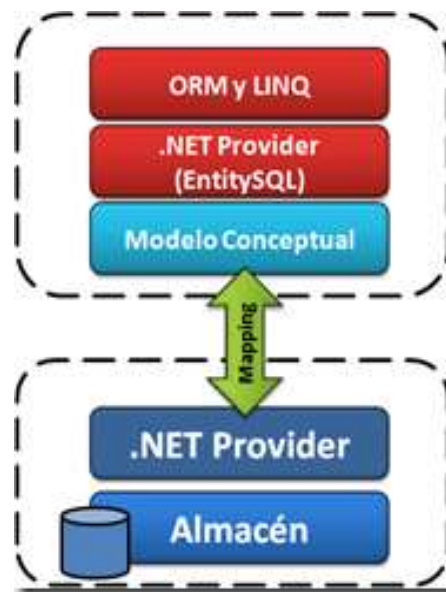 ORM y LINQ
.NET Provider
(EntitySQL)
Modelo Conceptual
Mapping
.NET Provider
Almacén